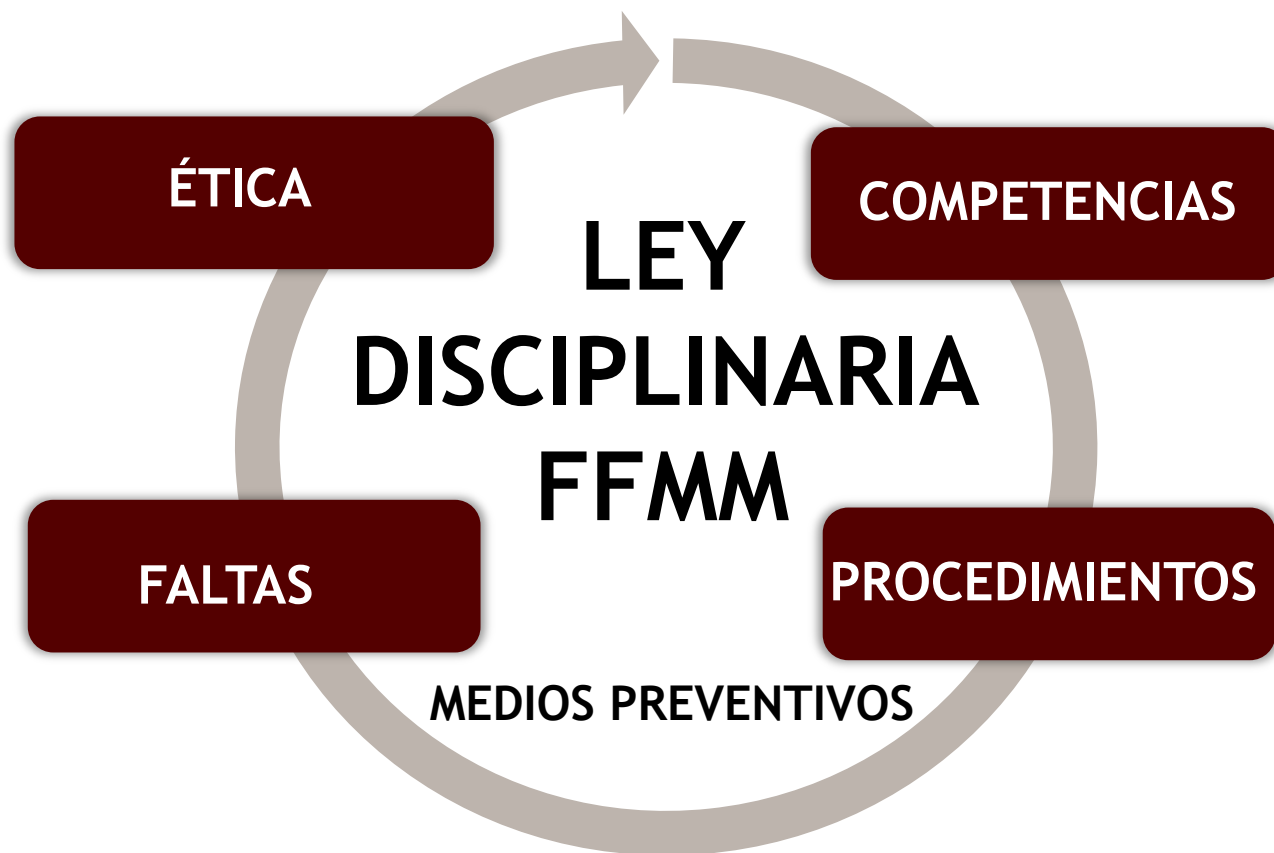 ÉTICA
COMPETENCIAS
LEY
DISCIPLINARIA
FFMM
FALTAS
PROCEDIMIENTOS
MEDIOS PREVENTIVOS